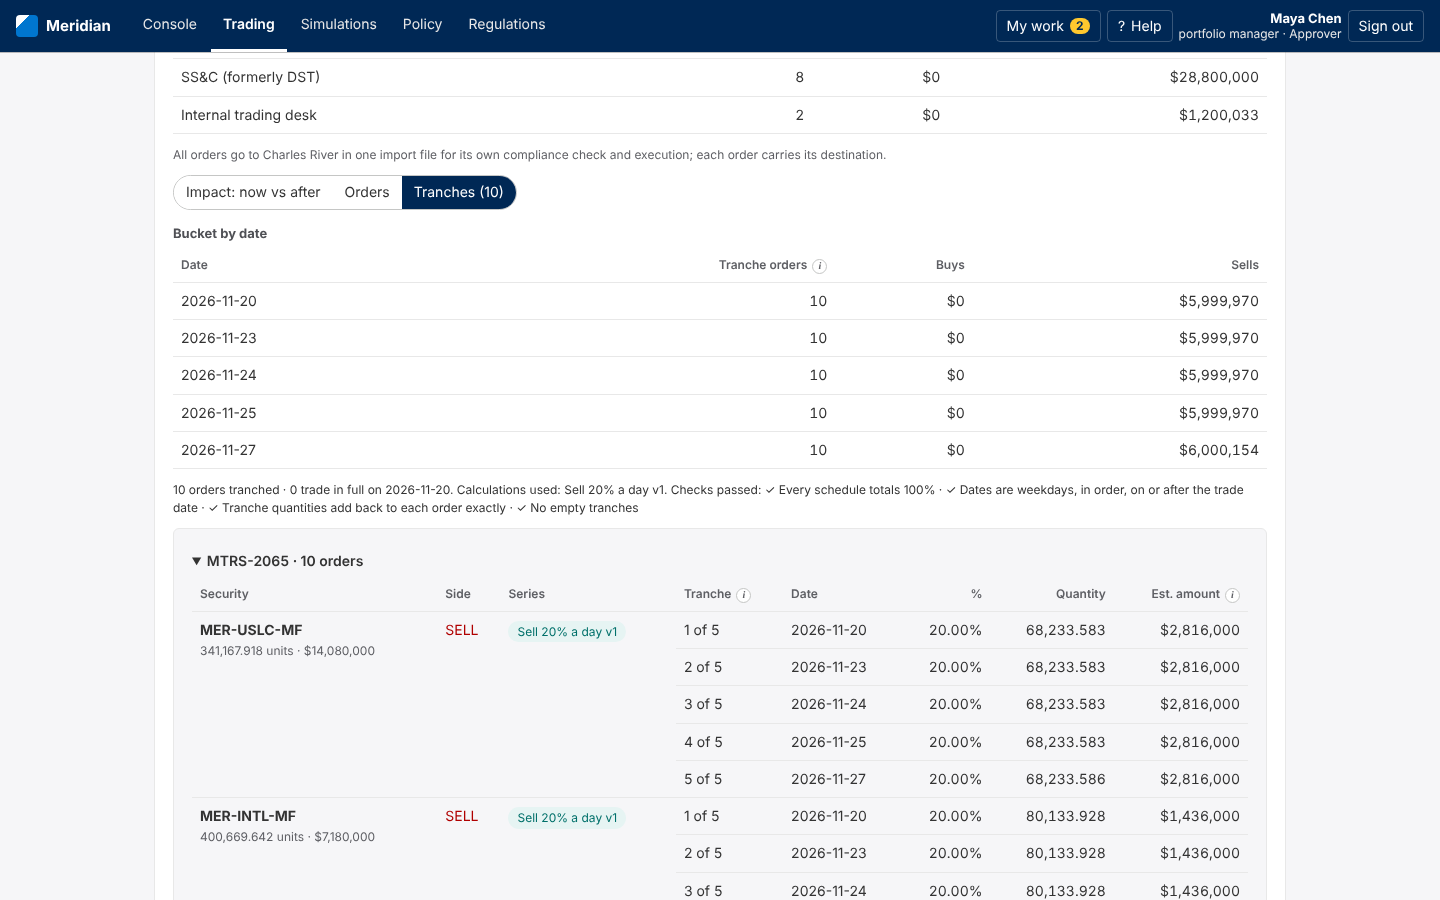 Meridian Console Trading Simulations Policy Regulations My work 2 ? Help Maya Chen Sign out
portfolio manager · Approver
SS&C (formerly DST) 8 $0 $28,800,000
Internal trading desk 2 $0 $1,200,033
All orders go to Charles River in one import file for its own compliance check and execution; each order carries its destination.
Impact: now vs after Orders Tranches (10)
Bucket by date
Date Tranche orders i Buys Sells
2026-11-20 10 $0 $5,999,970
2026-11-23 10 $0 $5,999,970
2026-11-24 10 $0 $5,999,970
2026-11-25 10 $0 $5,999,970
2026-11-27 10 $0 $6,000,154
10 orders tranched · 0 trade in full on 2026-11-20. Calculations used: Sell 20% a day v1. Checks passed: ✓ Every schedule totals 100% · ✓ Dates are weekdays, in order, on or after the trade
date · ✓ Tranche quantities add back to each order exactly · ✓ No empty tranches
▼ MTRS-2065 · 10 orders
Security Side Series Tranche i Date % Quantity Est. amount i
MER-USLC-MF SELL Sell 20% a day v1 1 of 5 2026-11-20 20.00% 68,233.583 $2,816,000
341,167.918 units · $14,080,000
2 of 5 2026-11-23 20.00% 68,233.583 $2,816,000
3 of 5 2026-11-24 20.00% 68,233.583 $2,816,000
4 of 5 2026-11-25 20.00% 68,233.583 $2,816,000
5 of 5 2026-11-27 20.00% 68,233.586 $2,816,000
MER-INTL-MF SELL Sell 20% a day v1 1 of 5 2026-11-20 20.00% 80,133.928 $1,436,000
400,669.642 units · $7,180,000
2 of 5 2026-11-23 20.00% 80,133.928 $1,436,000
3 of 5 2026-11-24 20.00% 80,133.928 $1,436,000